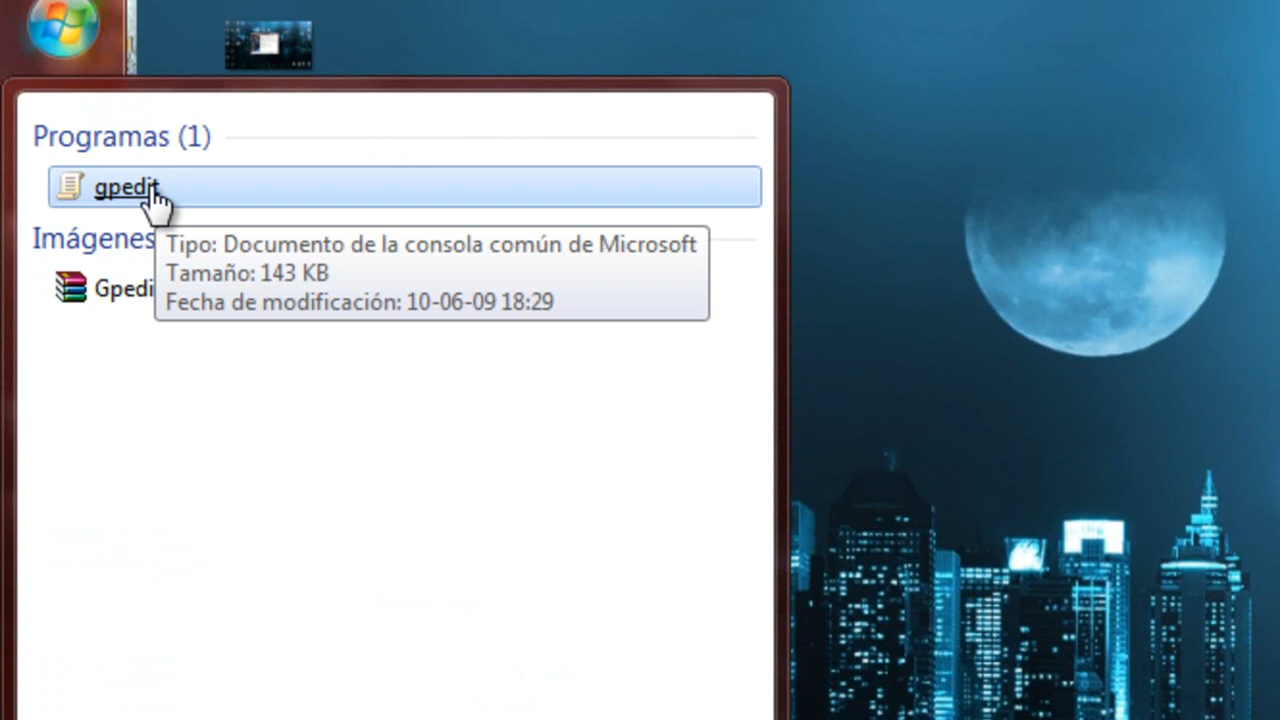 Programas (1)
gpedit
Imágenes
Tipo: Documento de la consola común de Microsoft
Tamaño: 143 KB
Fecha de modificación: 10-06-09 18:29
Gpedi